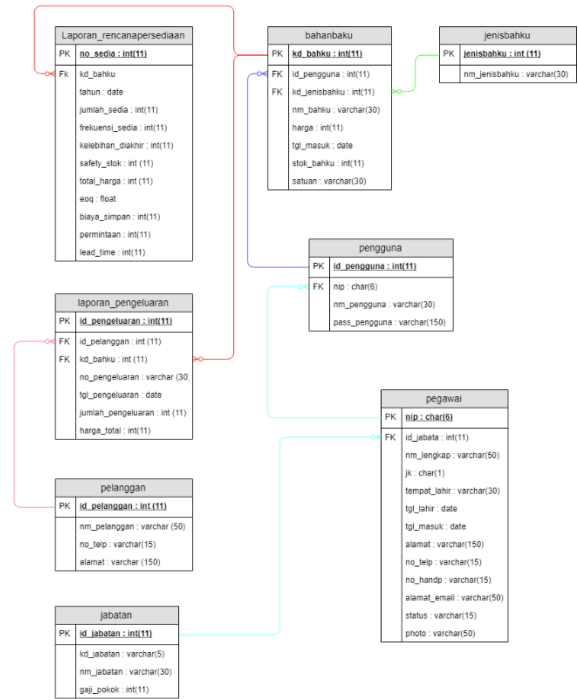 Laporan_rencanapersediaan
PK no_sedia : int(11)
Fk kd_bahku
tahun : date
jumlah_sedia : int(11)
frekuensi_sedia : int(11)
kelebihan_diakhir : int(11)
safety_stok : int (11)
total_harga : int (11)
eoq : float
biaya_simpan : int(11)
permintaan : int(11)
lead_time : int(11)
bahanbaku
PK kd_bahku : int(11)
FK id_pengguna : int(11)
FK kd_jenisbahku : int(11)
nm_bahku : varchar(30)
harga : int(11)
tgl_masuk : date
stok_bahku : int(11)
satuan : varchar(30)
jenisbahku
PK jenisbahku : int (11)
nm_jenisbahku : varchar(30)
pengguna
PK id_pengguna : int(11)
FK nip : char(6)
nm_pengguna : varchar(30)
pass_pengguna : varchar(150)
laporan_pengeluaran
PK id_pengeluaran : int(11)
FK id_pelanggan : int (11)
FK kd_bahku : int (11)
no_pengeluaran : varchar (30)
tgl_pengeluaran : date
jumlah_pengeluaran : int (11)
harga_total : int(11)
pegawai
PK nip : char(6)
FK id_jabata : int(11)
nm_lengkap : varchar(50)
jk : char(1)
tempat_lahir : varchar(30)
tgl_lahir : date
tgl_masuk : date
alamat : varchar(150)
no_telp : varchar(15)
no_handp : varchar(15)
alamat_email : varchar(50)
status : varchar(15)
photo : varchar(50)
pelanggan
PK id_pelanggan : int (11)
nm_pelanggan : varchar (50)
no_telp : varchar(15)
alamat : varchar (150)
jabatan
PK id_jabatan : int(11)
kd_jabatan : varchar(5)
nm_jabatan : varchar(30)
gaji_pokok : int(11)